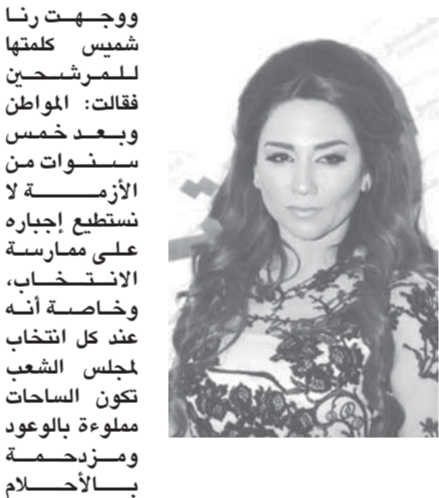 ووجهت رنا
شميس كلمتها
للمرشحين
فقالت: المواطن
وبعد خمس
سنوات من
الأزمة لا
نستطيع إجباره
على ممارسة
الانتخاب،
وخاصة أنه
عند كل انتخاب
لمجلس الشعب
تكون الساحات
مملوءة بالوعود
ومزدحمة
بالأحلام